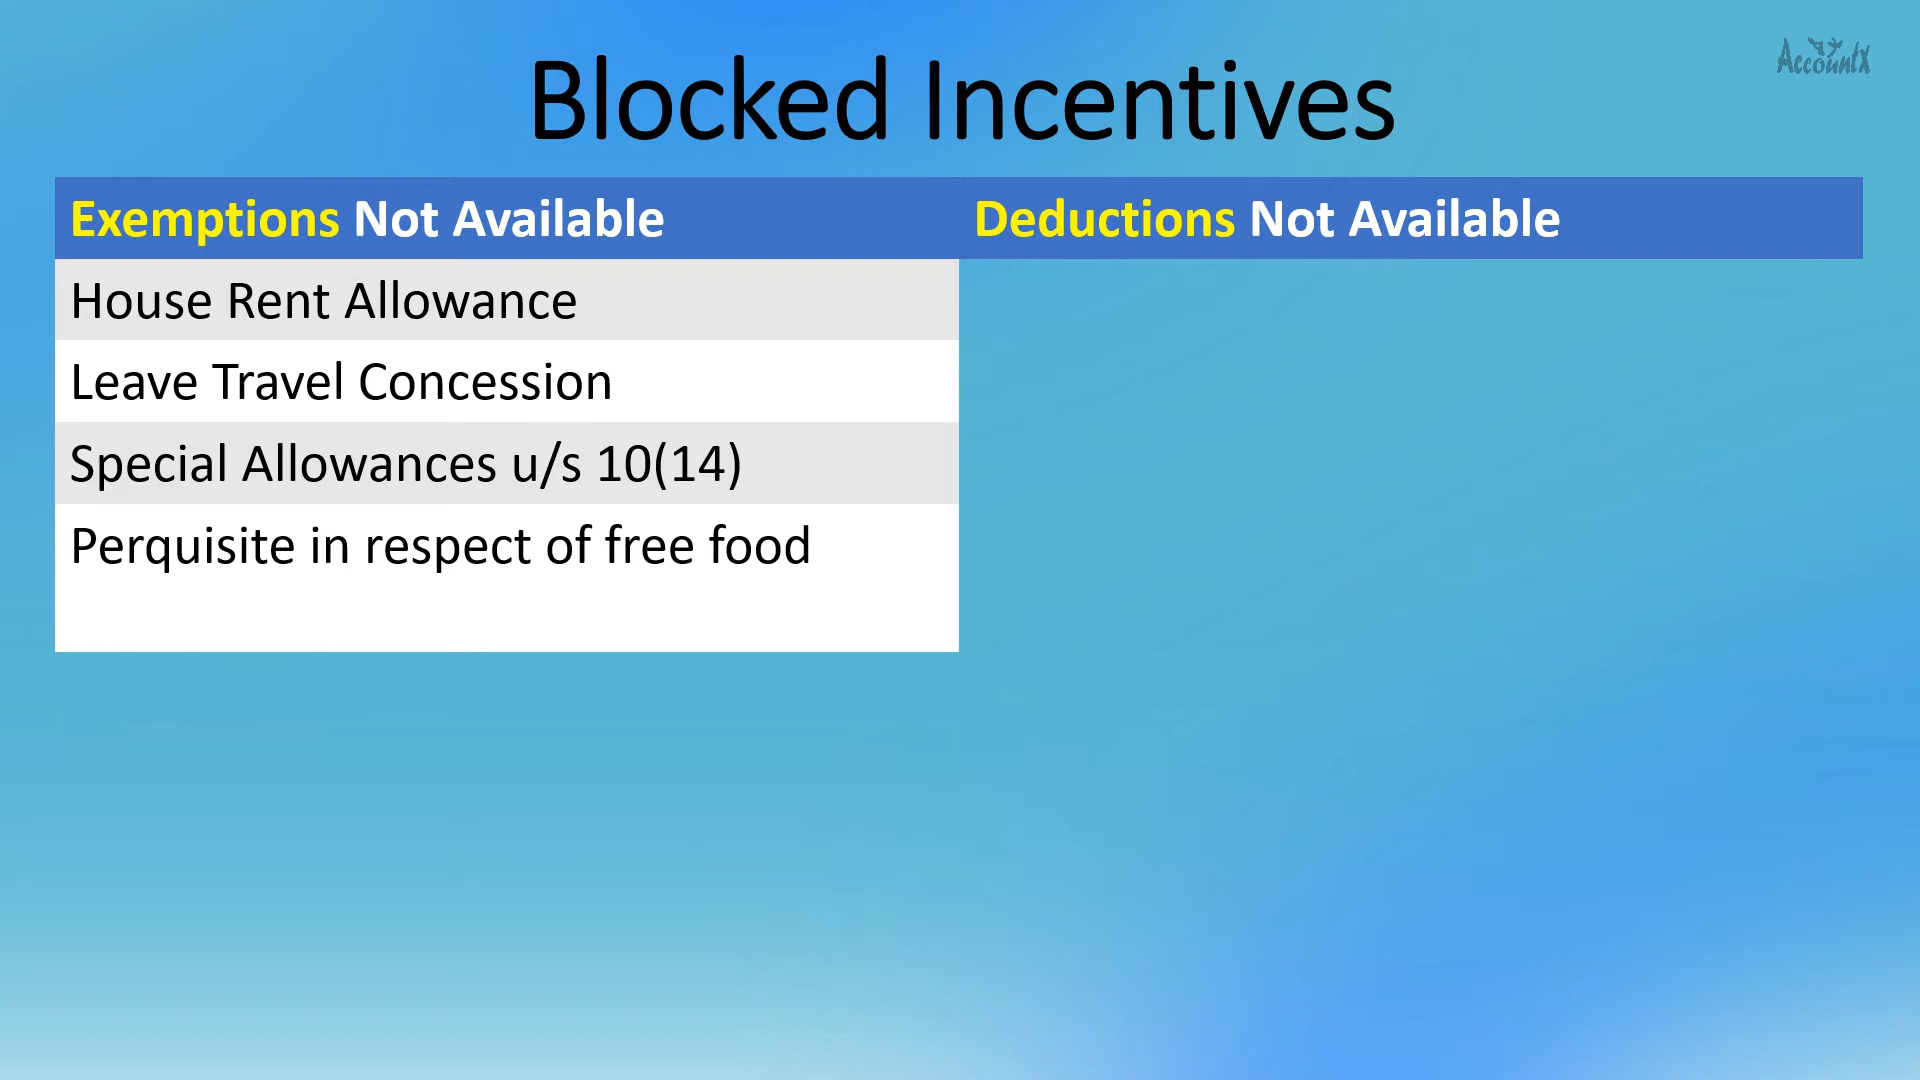 Blocked Incentives
AccountX
Exemptions Not Available
Deductions Not Available
House Rent Allowance
Leave Travel Concession
Special Allowances u/s 10(14)
Perquisite in respect of free food